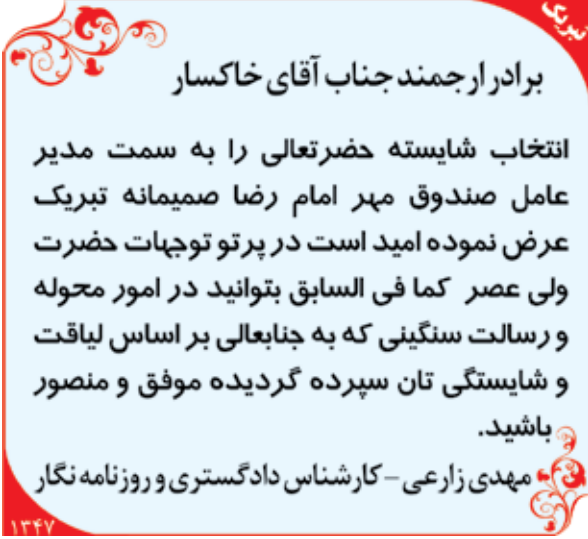 تبریک
برادر ارجمند جناب آقای خاکسار
انتخاب شایسته حضرتعالی را به سمت مدیر
عامل صندوق مهر امام رضا صمیمانه تبریک
عرض نموده امید است در پرتو توجهات حضرت
ولی عصر کما فی السابق بتوانید در امور محوله
و رسالت سنگینی که به جنابعالی بر اساس لیاقت
و شایستگی تان سپرده گردیده موفق و منصور
باشید.
مهدی زارعی – کارشناس دادگستری و روزنامه نگار
۱۳۴۷